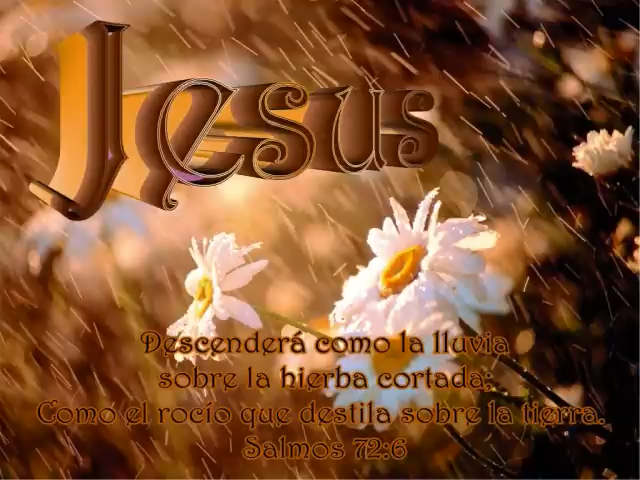 Jesus
Descenderá como la lluvia
sobre la hierba cortada;
Como el rocío que destila sobre la tierra.
Salmos 72:6